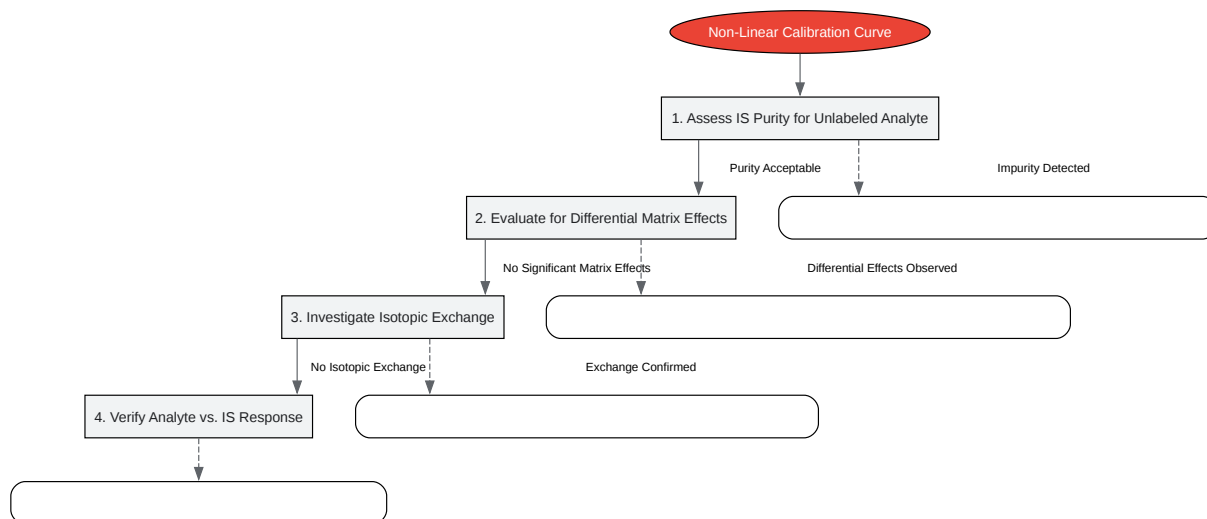 Non-Linear Calibration Curve
1. Assess IS Purity for Unlabeled Analyte
Purity Acceptable
Impurity Detected
2. Evaluate for Differential Matrix Effects
No Significant Matrix Effects
Differential Effects Observed
3. Investigate Isotopic Exchange
No Isotopic Exchange
Exchange Confirmed
4. Verify Analyte vs. IS Response